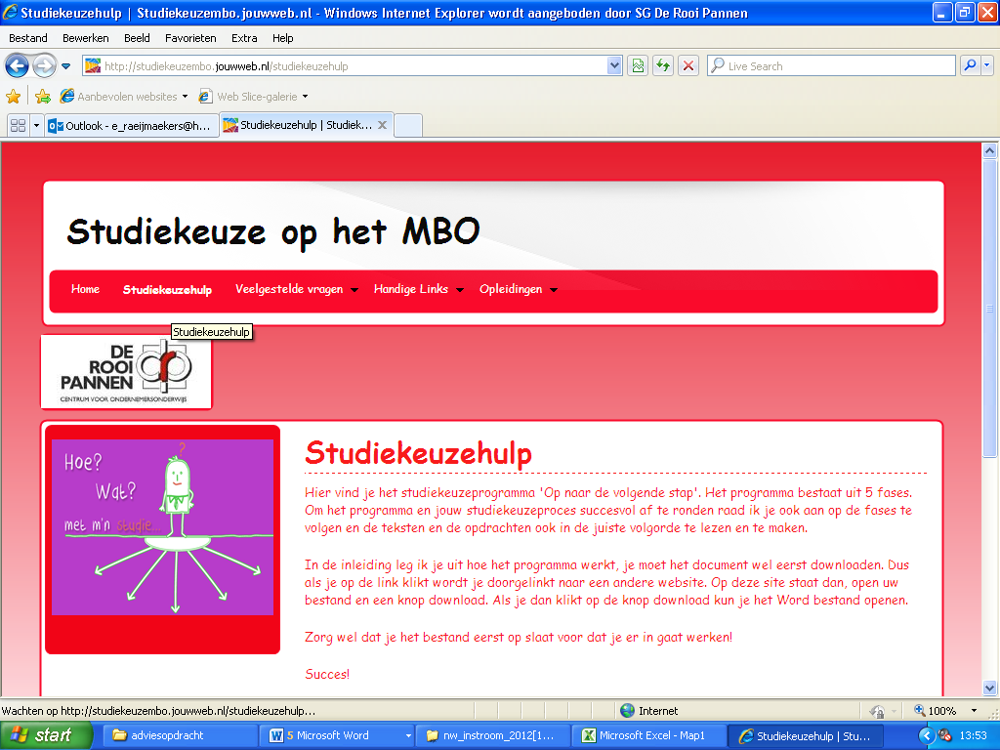 Studiekeuzehulp | Studiekeuzembo.jouwweb.nl - Windows Internet Explorer wordt aangeboden door SG De Rooi Pannen
Bestand Bewerken Beeld Favorieten Extra Help
http://studiekeuzembo.jouwweb.nl/studiekeuzehulp
Live Search
Aanbevolen websites
Web Slice-galerie
Outlook - e_raeijmaekers@h...
Studiekeuzehulp | Studiek...
Studiekeuze op het MBO
Home Studiekeuzehulp Veelgestelde vragen Handige Links Opleidingen
Studiekeuzehulp
DE
ROOI
PANNEN
CENTRUM VOOR ONDERNEMERSONDERWIJS
Hoe?
Wat?
met m'n studie...
?
Studiekeuzehulp
Hier vind je het studiekeuzeprogramma 'Op naar de volgende stap'. Het programma bestaat uit 5 fases.
Om het programma en jouw studiekeuzeproces succesvol af te ronden raad ik je ook aan op de fases te
volgen en de teksten en de opdrachten ook in de juiste volgorde te lezen en te maken.
In de inleiding leg ik je uit hoe het programma werkt, je moet het document wel eerst downloaden. Dus
als je op de link klikt wordt je doorgelinkt naar een andere website. Op deze site staat dan, open uw
bestand en een knop download. Als je dan klikt op de knop download kun je het Word bestand openen.
Zorg wel dat je het bestand eerst op slaat voor dat je er in gaat werken!
Succes!
Wachten op http://studiekeuzembo.jouwweb.nl/studiekeuzehulp...
Internet
100%
start
adviesopdracht
5 Microsoft Word
nw_instroom_2012[1...
Microsoft Excel - Map1
Studiekeuzehulp | Stu...
13:53